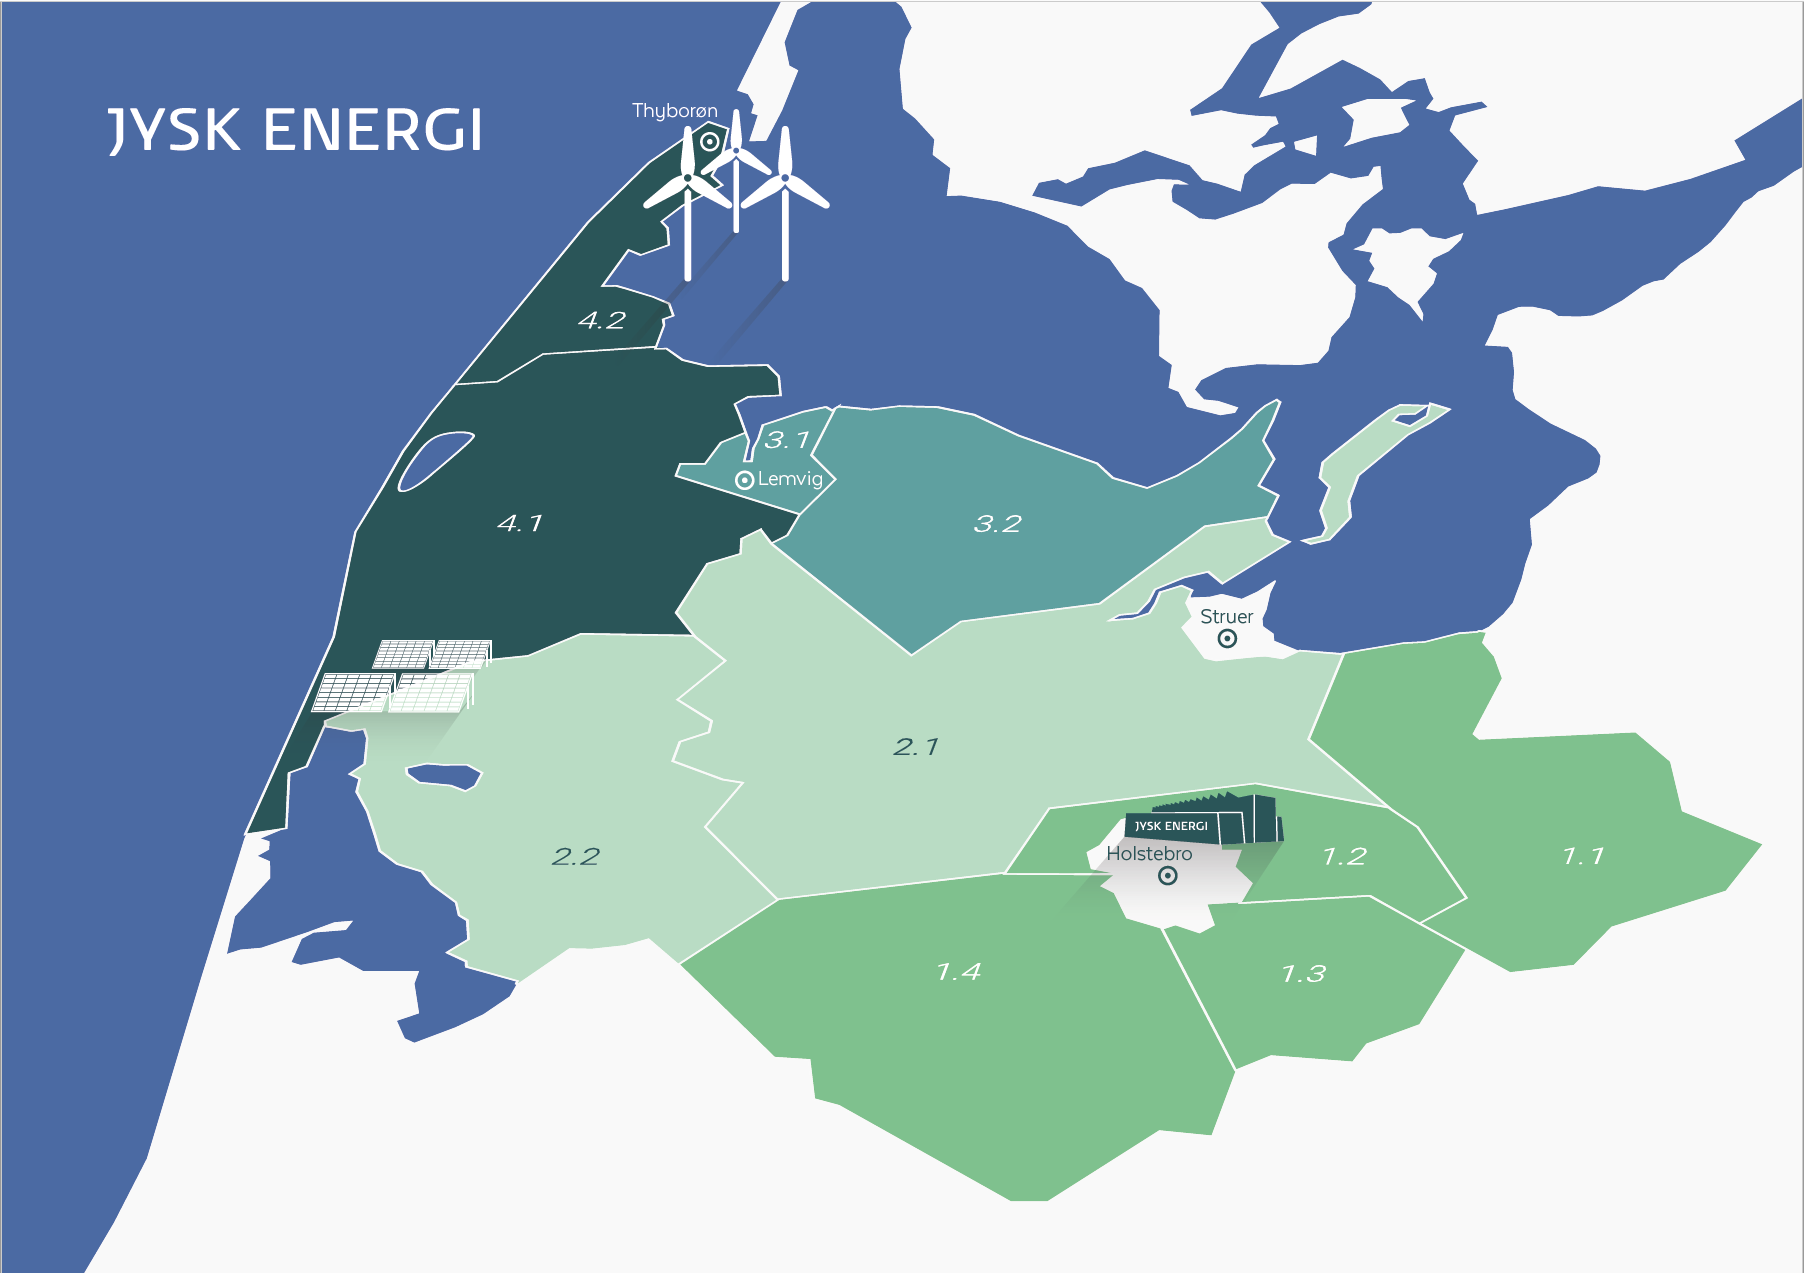 Thyborøn
JYSK ENERGI
4.2
3.1
Lemvig
4.1
3.2
Struer
2.1
JYSK ENERGI
Holstebro
2.2
1.2
1.1
1.4
1.3